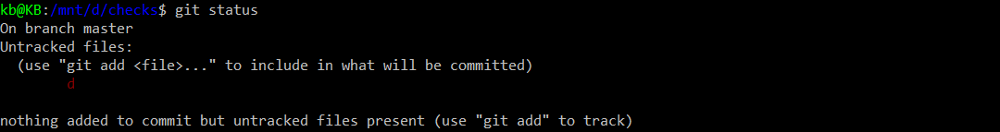 kb@KB:/mnt/d/checks$ git status
On branch master
Untracked files:
  (use "git add <file>..." to include in what will be committed)
        d

nothing added to commit but untracked files present (use "git add" to track)